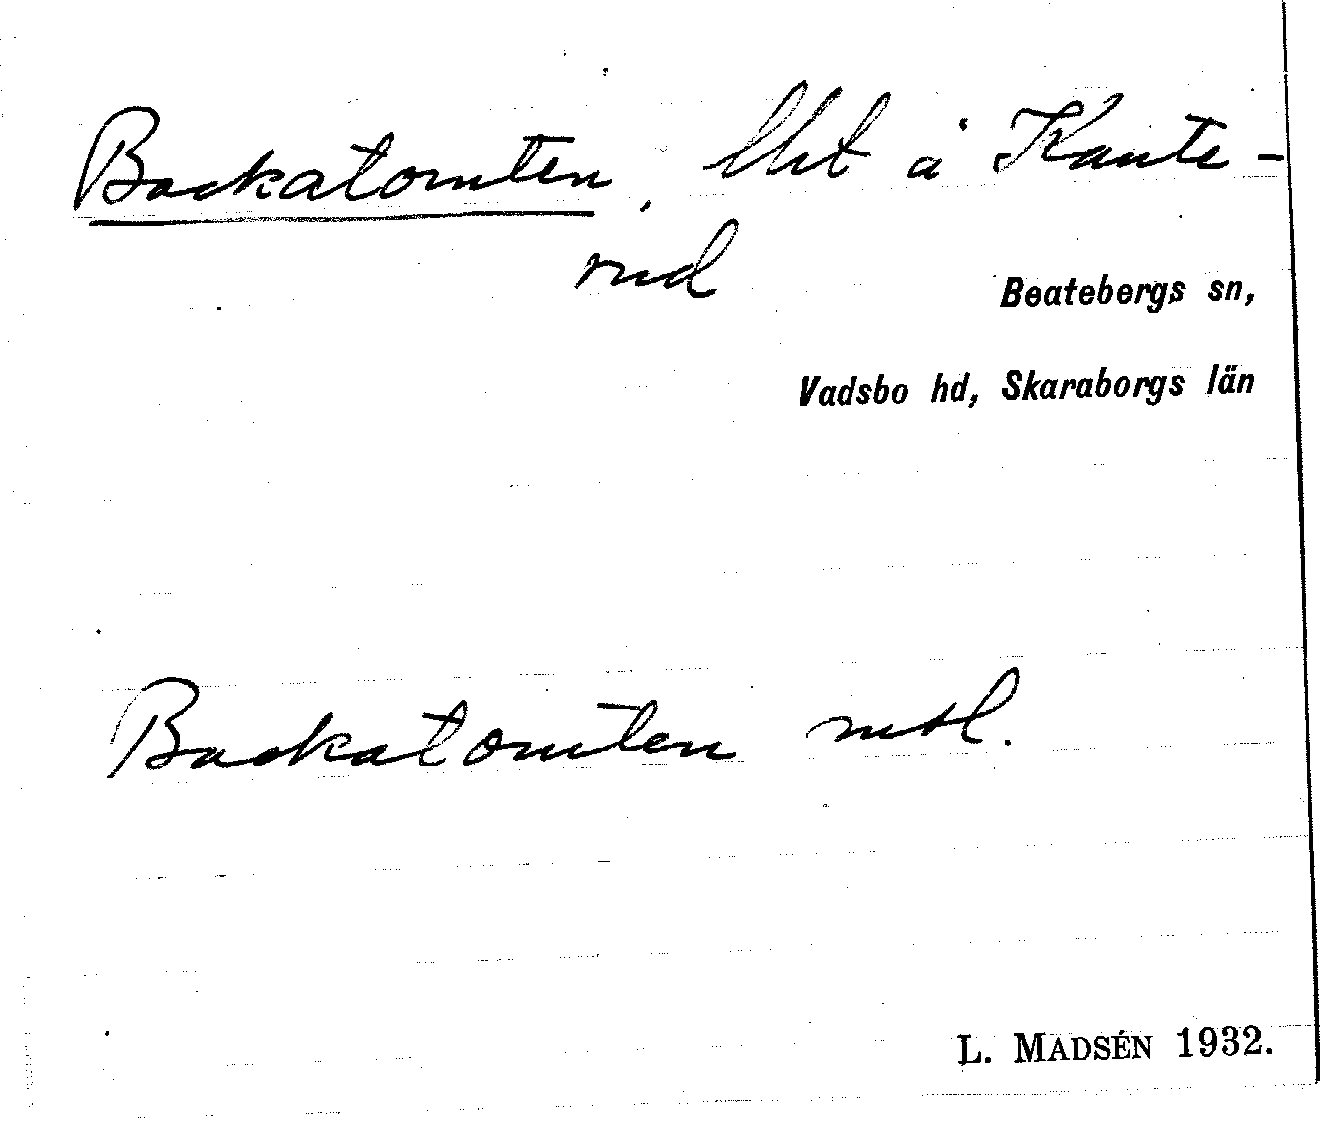 Backatomten, lht å Kante-
rud
Beatebergs sn,
Vadsbo hd, Skaraborgs län
Backatomten mtl.
L. MADSÉN 1932.